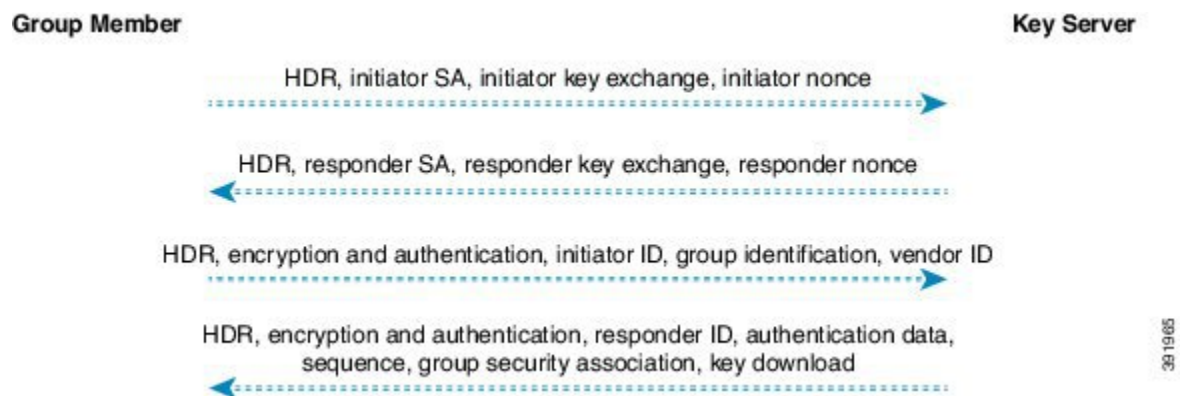 Group Member
Key Server
HDR, initiator SA, initiator key exchange, initiator nonce
HDR, responder SA, responder key exchange, responder nonce
HDR, encryption and authentication, initiator ID, group identification, vendor ID
HDR, encryption and authentication, responder ID, authentication data,
sequence, group security association, key download
391965